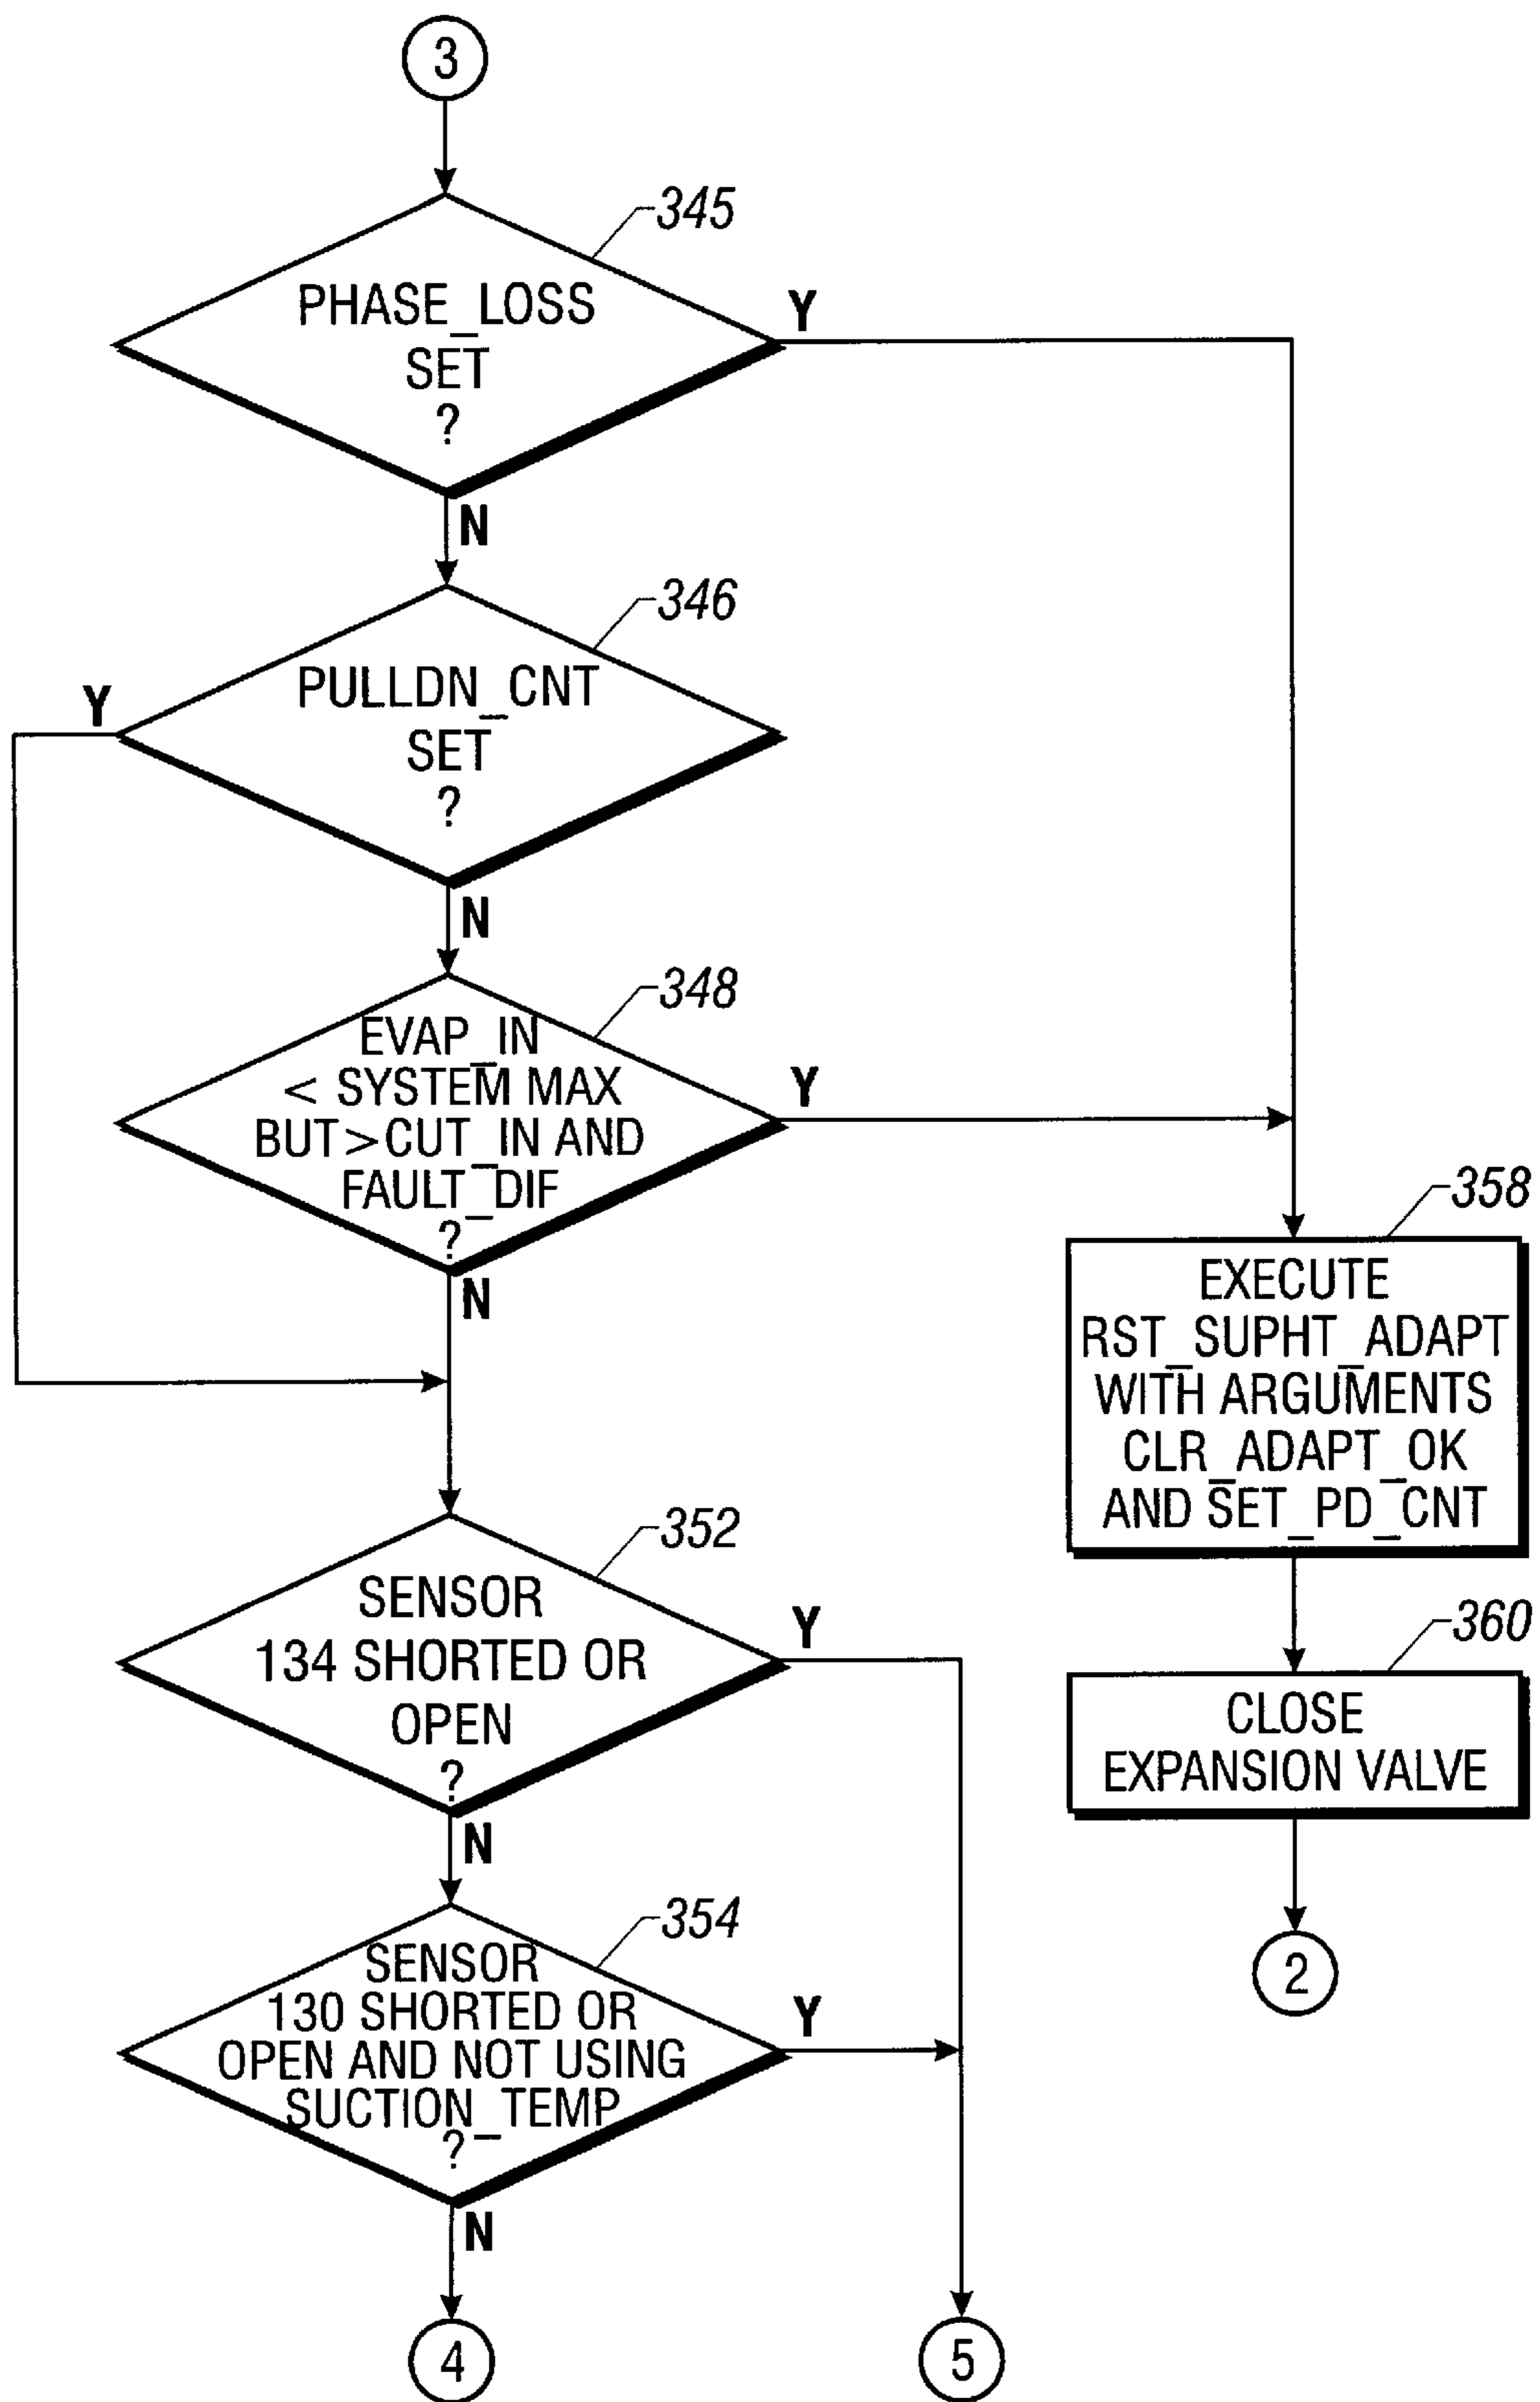 3
345
PHASE_LOSS
SET
?
Y
N
346
PULLDN_CNT
SET
?
Y
N
348
EVAP_IN
< SYSTEM MAX
BUT >CUT_IN AND
FAULT_DIF
?
Y
N
358
EXECUTE
RST_SUPHT_ADAPT
WITH ARGUMENTS
CLR_ADAPT_OK
AND SET_PD_CNT
352
SENSOR
134 SHORTED OR
OPEN
?
Y
N
360
CLOSE
EXPANSION VALVE
2
354
SENSOR
130 SHORTED OR
OPEN AND NOT USING
SUCTION_TEMP
?
Y
N
4
5